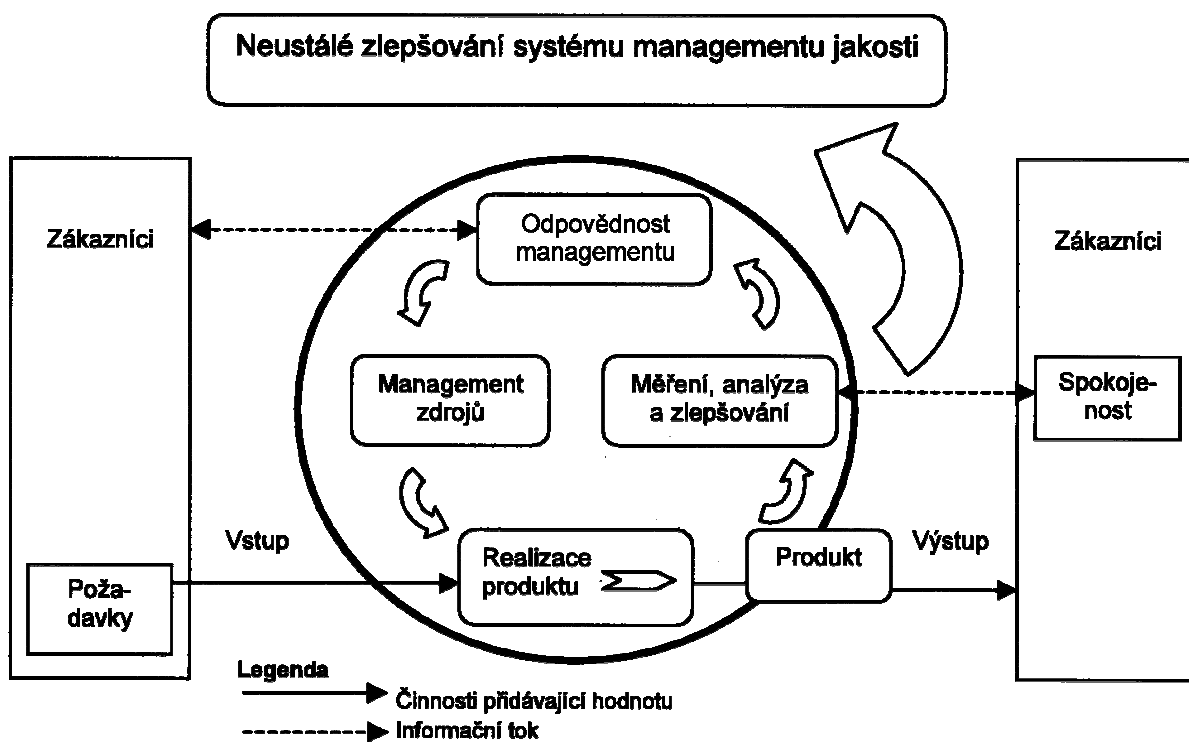 Neustálé zlepšování systému managementu jakosti
Zákazníci
Odpovědnost
managementu
Zákazníci
Management
zdrojů
Měření, analýza
a zlepšování
Spokoje-
nost
Vstup
Realizace
produktu
Produkt
Výstup
Poža-
davky
Legenda
Činnosti přidávající hodnotu
Informační tok